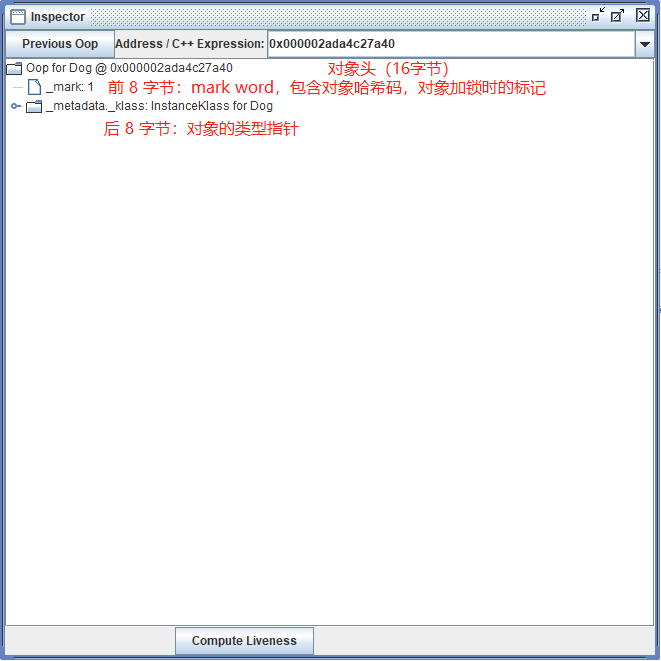 Inspector
Previous Oop Address / C++ Expression: 0x000002ada4c27a40
Oop for Dog @ 0x000002ada4c27a40 对象头（16字节）
_mark: 1 前 8 字节：mark word，包含对象哈希码，对象加锁时的标记
_metadata._klass: InstanceKlass for Dog
后 8 字节：对象的类型指针
Compute Liveness